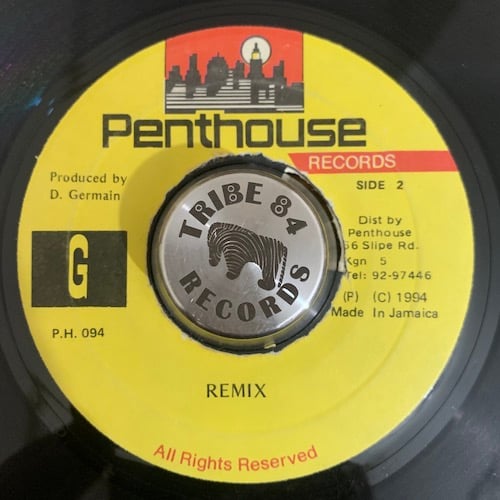 Penthouse
RECORDS
Produced by
D. Germain
SIDE 2
G
Dist by
Penthouse
56 Slipe Rd.
Kgn 5
Tel: 92-97446
(P) (C) 1994
Made In Jamaica
P.H. 094
TRIBE 84
RECORDS
REMIX
All Rights Reserved